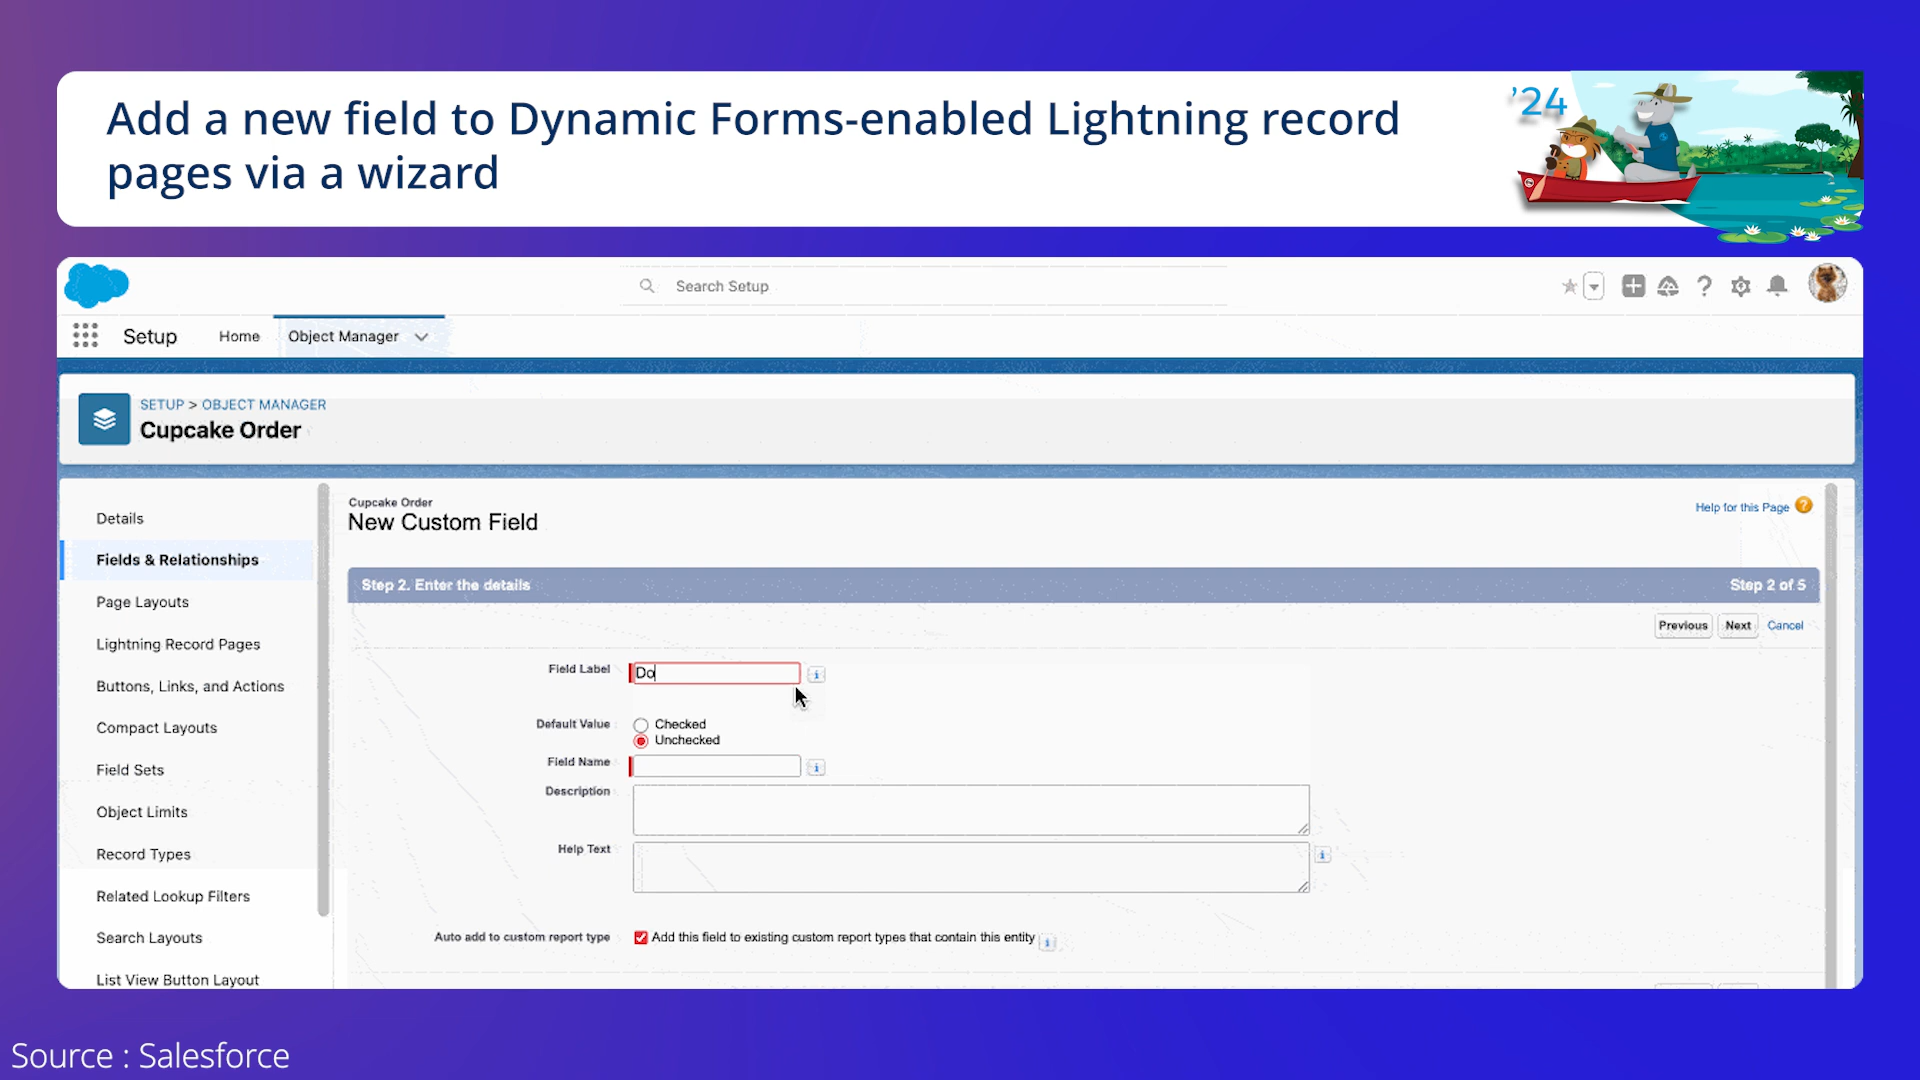 Add a new field to Dynamic Forms-enabled Lightning record
pages via a wizard
’24
Search Setup
Setup
Home
Object Manager
SETUP > OBJECT MANAGER
Cupcake Order
Details
Fields & Relationships
Page Layouts
Lightning Record Pages
Buttons, Links, and Actions
Compact Layouts
Field Sets
Object Limits
Record Types
Related Lookup Filters
Search Layouts
List View Button Layout
Cupcake Order
New Custom Field
Help for this Page
Step 2. Enter the details
Step 2 of 5
Previous Next Cancel
Field Label Do
Default Value Checked
Unchecked
Field Name
Description
Help Text
Auto add to custom report type Add this field to existing custom report types that contain this entity
Source : Salesforce